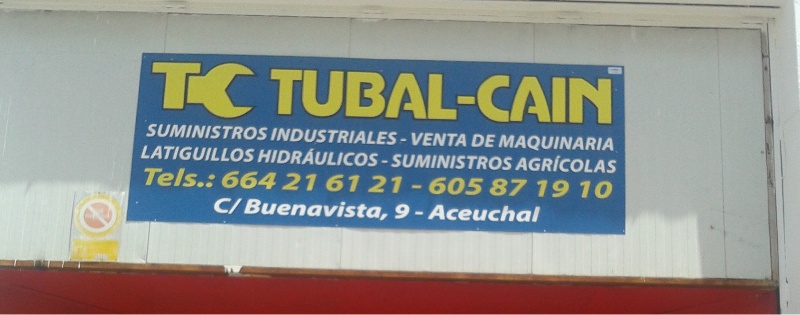 TC TUBAL-CAIN
SUMINISTROS INDUSTRIALES - VENTA DE MAQUINARIA
LATIGUILLOS HIDRÁULICOS - SUMINISTROS AGRÍCOLAS
Tels.: 664 21 61 21 - 605 87 19 10
C/ Buenavista, 9 - Aceuchal